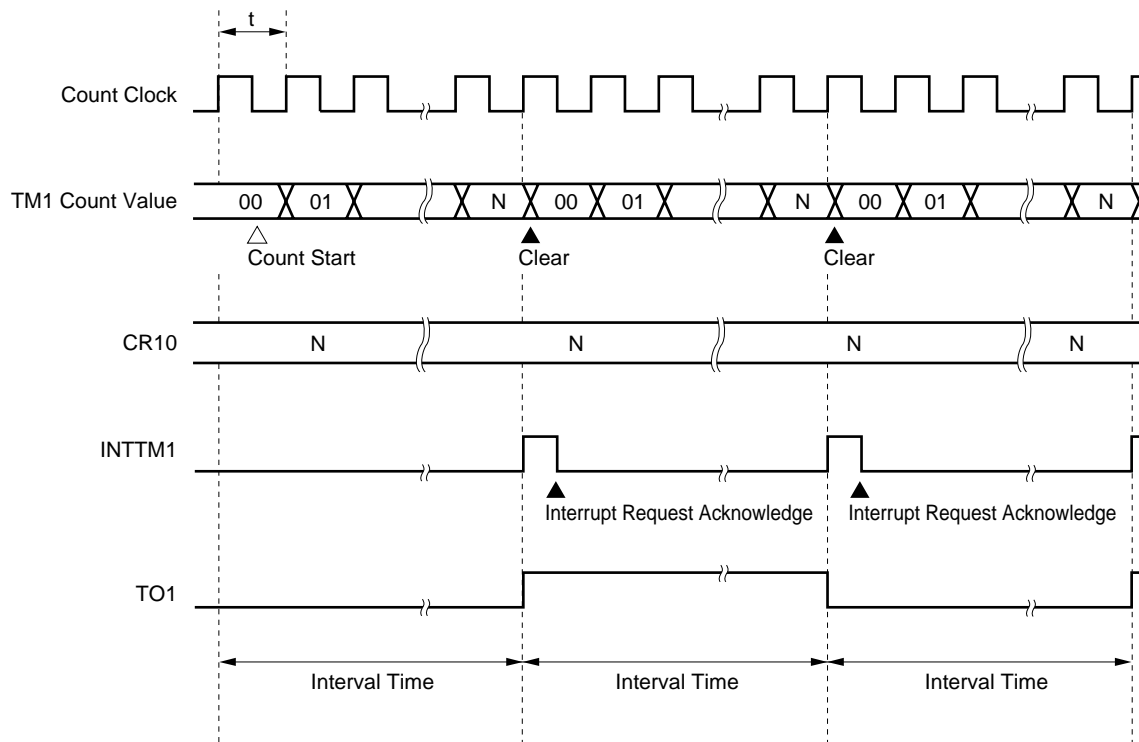 t
Count Clock
TM1 Count Value 00 01 N 00 01 N 00 01 N
Count Start Clear Clear
CR10 N N N N
INTTM1
Interrupt Request Acknowledge Interrupt Request Acknowledge
TO1
Interval Time Interval Time Interval Time